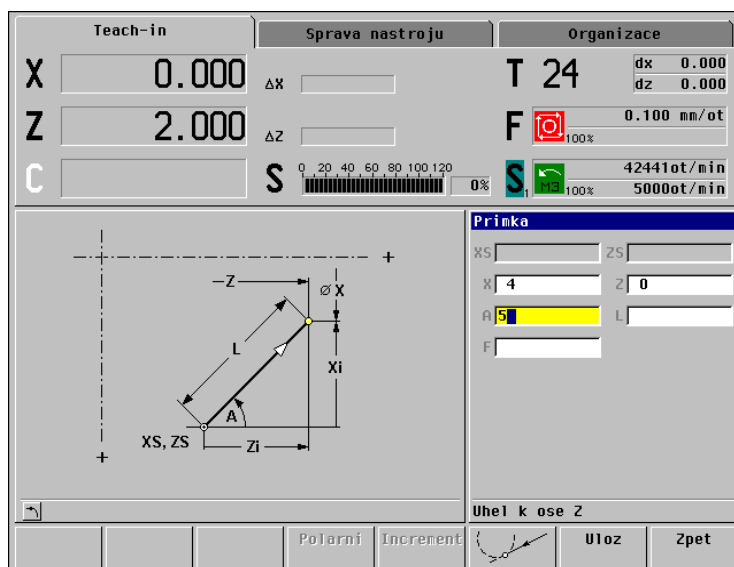 Teach-in Sprava nastroju Organizace
X 0.000 ΔX T 24 dx 0.000
dz 0.000
Z 2.000 ΔZ F 100% 0.100 mm/ot
C S 0 20 40 60 80 100 120 0% S1 M3 100% 42441ot/min
5000ot/min
Primka
XS ZS
X 4 Z 0
A 5 L
F
+
-Z
ø X
L
Xi
A
XS, ZS Zi
+
Uhel k ose Z
Polarni Increment Uloz Zpet